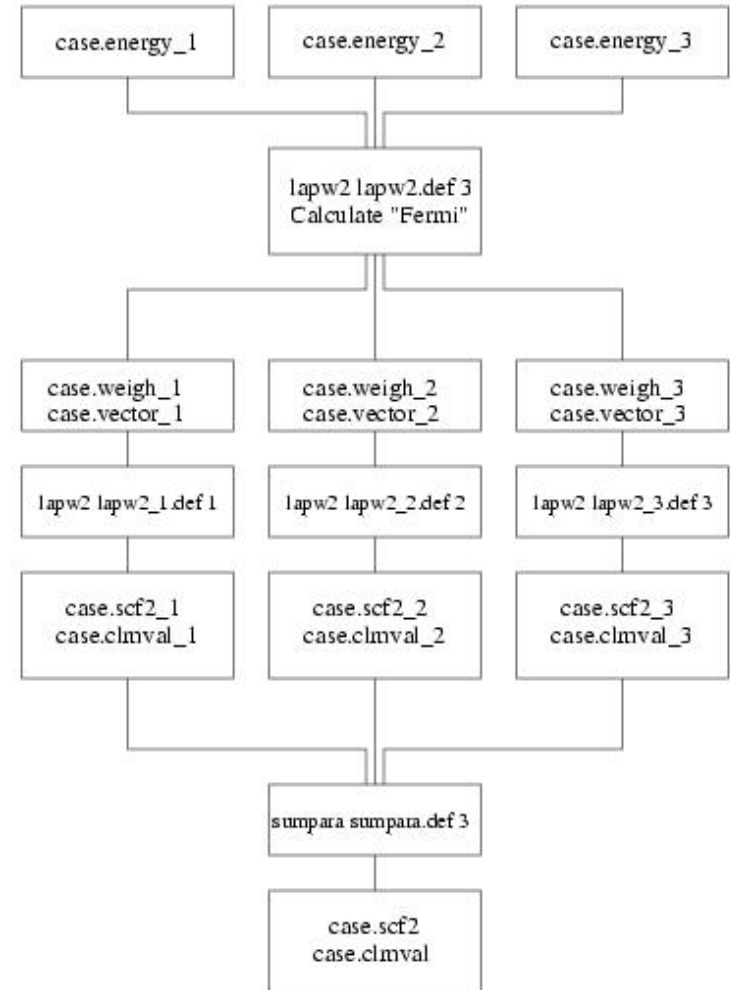 case.energy_1
case.energy_2
case.energy_3
lapw2 lapw2.def 3
Calculate "Fermi"
case.weigh_1
case.vector_1
case.weigh_2
case.vector_2
case.weigh_3
case.vector_3
lapw2 lapw2_1.def 1
lapw2 lapw2_2.def 2
lapw2 lapw2_3.def 3
case.scf2_1
case.clmval_1
case.scf2_2
case.clmval_2
case.scf2_3
case.clmval_3
sumpara sumpara.def 3
case.scf2
case.clmval